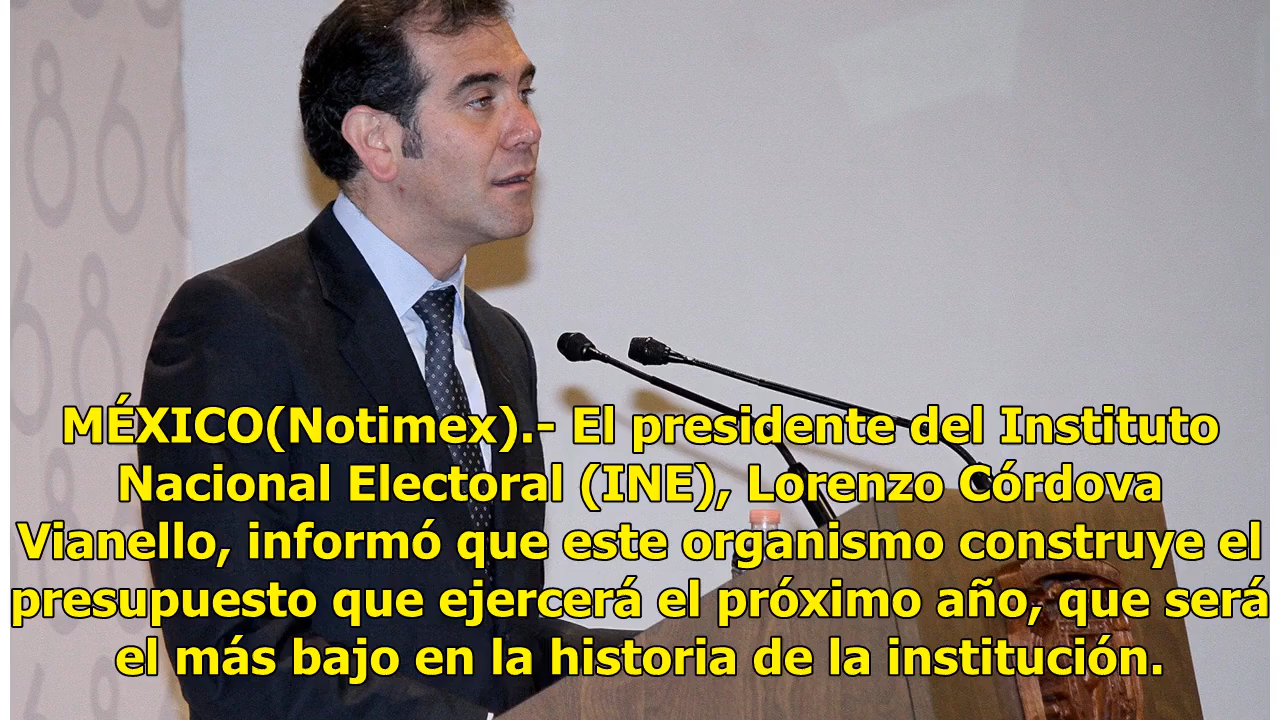 MÉXICO(Notimex).- El presidente del Instituto
Nacional Electoral (INE), Lorenzo Córdova
Vianello, informó que este organismo construye el
presupuesto que ejercerá el próximo año, que será
el más bajo en la historia de la institución.